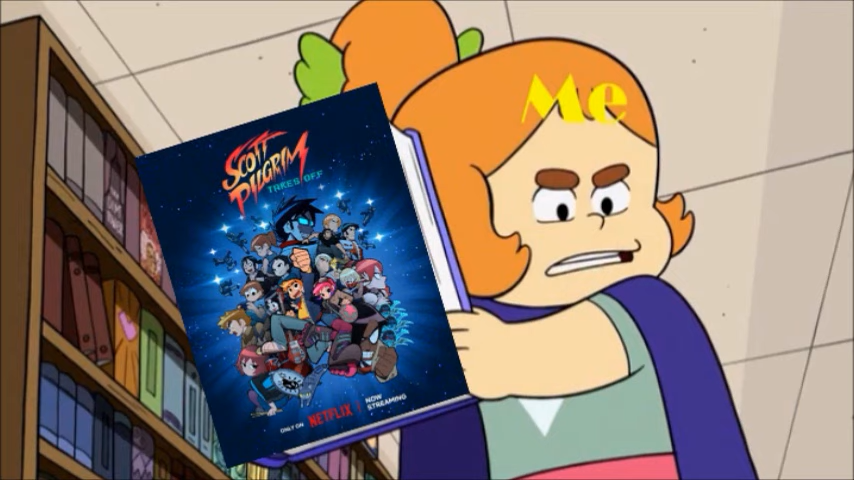 Me
SCOTT
PILGRIM
TAKES OFF
ONLY ON NETFLIX | NOW
STREAMING